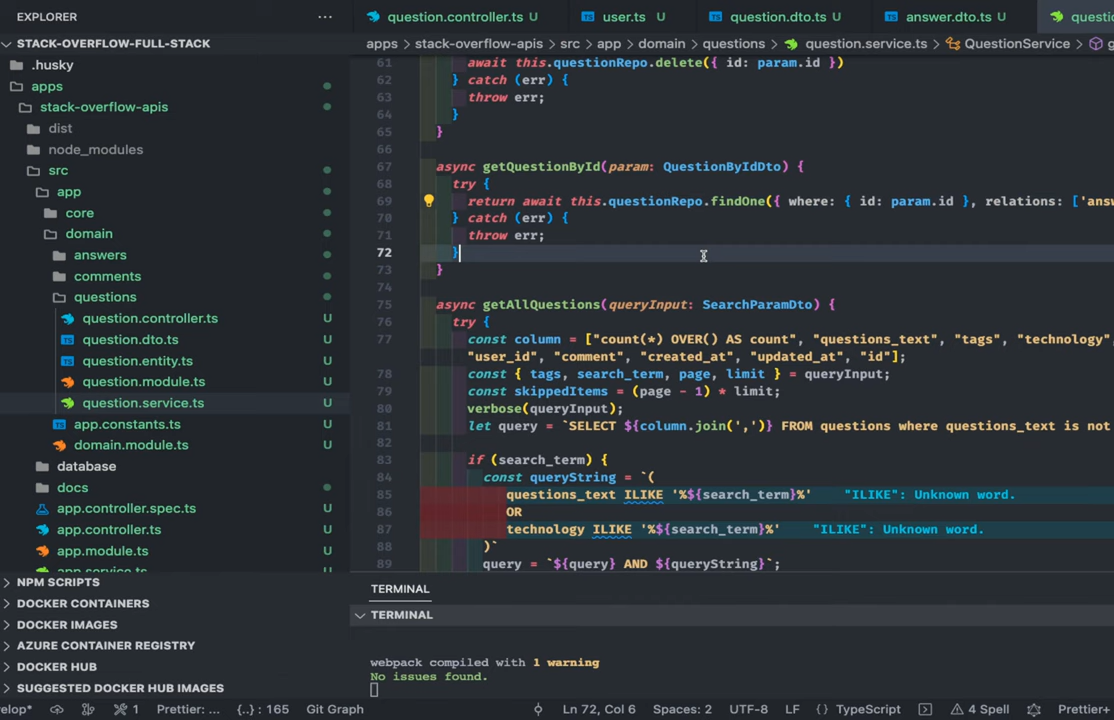 EXPLORER ···
question.controller.ts U user.ts U question.dto.ts U answer.dto.ts U
STACK-OVERFLOW-FULL-STACK
apps > stack-overflow-apis > src > app > domain > questions > question.service.ts > QuestionService >
.husky
apps
stack-overflow-apis
dist
node_modules
src
app
core
domain
answers
comments
questions
question.controller.ts U
question.dto.ts U
question.entity.ts U
question.module.ts U
question.service.ts U
app.constants.ts U
domain.module.ts U
database
docs
app.controller.spec.ts U
app.controller.ts U
app.module.ts U
app.service.ts U
NPM SCRIPTS
DOCKER CONTAINERS
DOCKER IMAGES
AZURE CONTAINER REGISTRY
DOCKER HUB
SUGGESTED DOCKER HUB IMAGES
61 await this.questionRepo.delete({ id: param.id })
62 } catch (err) {
63 throw err;
64 }
65 }
66
67 async getQuestionById(param: QuestionByIdDto) {
68 try {
69 return await this.questionRepo.findOne({ where: { id: param.id }, relations: ['answ
70 } catch (err) {
71 throw err;
72 }
73 }
74
75 async getAllQuestions(queryInput: SearchParamDto) {
76 try {
77 const column = ["count(*) OVER() AS count", "questions_text", "tags", "technology",
"user_id", "comment", "created_at", "updated_at", "id"];
78 const { tags, search_term, page, limit } = queryInput;
79 const skippedItems = (page - 1) * limit;
80 verbose(queryInput);
81 let query = `SELECT ${column.join(',')} FROM questions where questions_text is not
82
83 if (search_term) {
84 const queryString = `(
85 questions_text ILIKE '%${search_term}%' "ILIKE": Unknown word.
86 OR
87 technology ILIKE '%${search_term}%' "ILIKE": Unknown word.
88 )`
89 query = `${query} AND ${queryString}`;
TERMINAL
TERMINAL
webpack compiled with 1 warning
No issues found.
velop* 1 Prettier: ... {..} : 165 Git Graph Ln 72, Col 6 Spaces: 2 UTF-8 LF {} TypeScript 4 Spell Prettier+